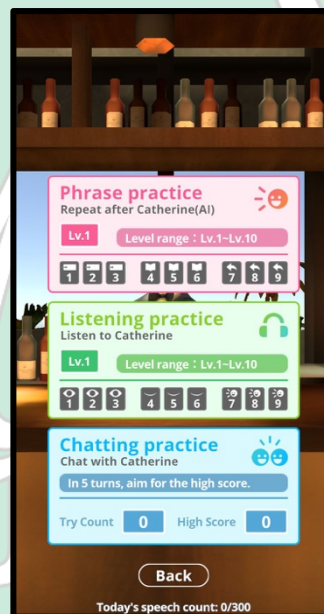 Phrase practice
Repeat after Catherine(AI)
Lv.1 Level range : Lv.1~Lv.10
1 2 3 4 5 6 7 8 9
Listening practice
Listen to Catherine
Lv.1 Level range : Lv.1~Lv.10
1 2 3 4 5 6 7 8 9
Chatting practice
Chat with Catherine
In 5 turns, aim for the high score.
Try Count 0 High Score 0
Back
Today's speech count: 0/300